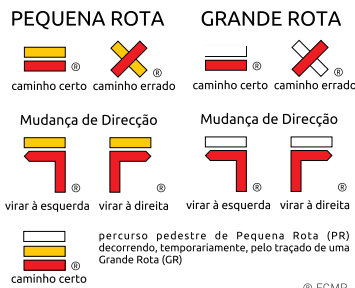 PEQUENA ROTA
GRANDE ROTA
® ® ® ®
caminho certo caminho errado
caminho certo caminho errado
Mudança de Direcção
Mudança de Direcção
® ® ® ®
virar à esquerda virar à direita
virar à esquerda virar à direita
percurso pedestre de Pequena Rota (PR)
decorrendo, temporariamente, pelo traçado de uma
Grande Rota (GR)
®
caminho certo
® FCMP